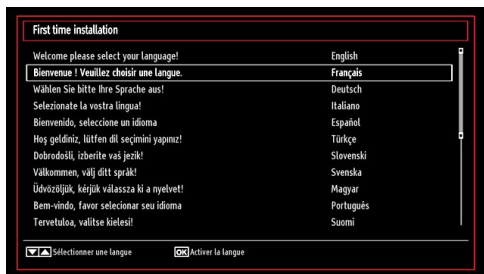 First time installation
Welcome please select your language! English
Bienvenue ! Veuillez choisir une langue. Français
Wählen Sie bitte Ihre Sprache aus! Deutsch
Selezionate la vostra lingua! Italiano
Bienvenido, seleccione un idioma Español
Hoş geldiniz, lütfen dil seçimini yapınız! Türkçe
Dobrodošli, izberite vaš jezik! Slovenski
Välkommen, välj ditt språk! Svenska
Üdvözöljük, kérjük válassza ki a nyelvet! Magyar
Bem-vindo, favor selecionar seu idioma Português
Tervetuloa, valitse kielesi! Suomi
Sélectionner une langue OK Activer la langue